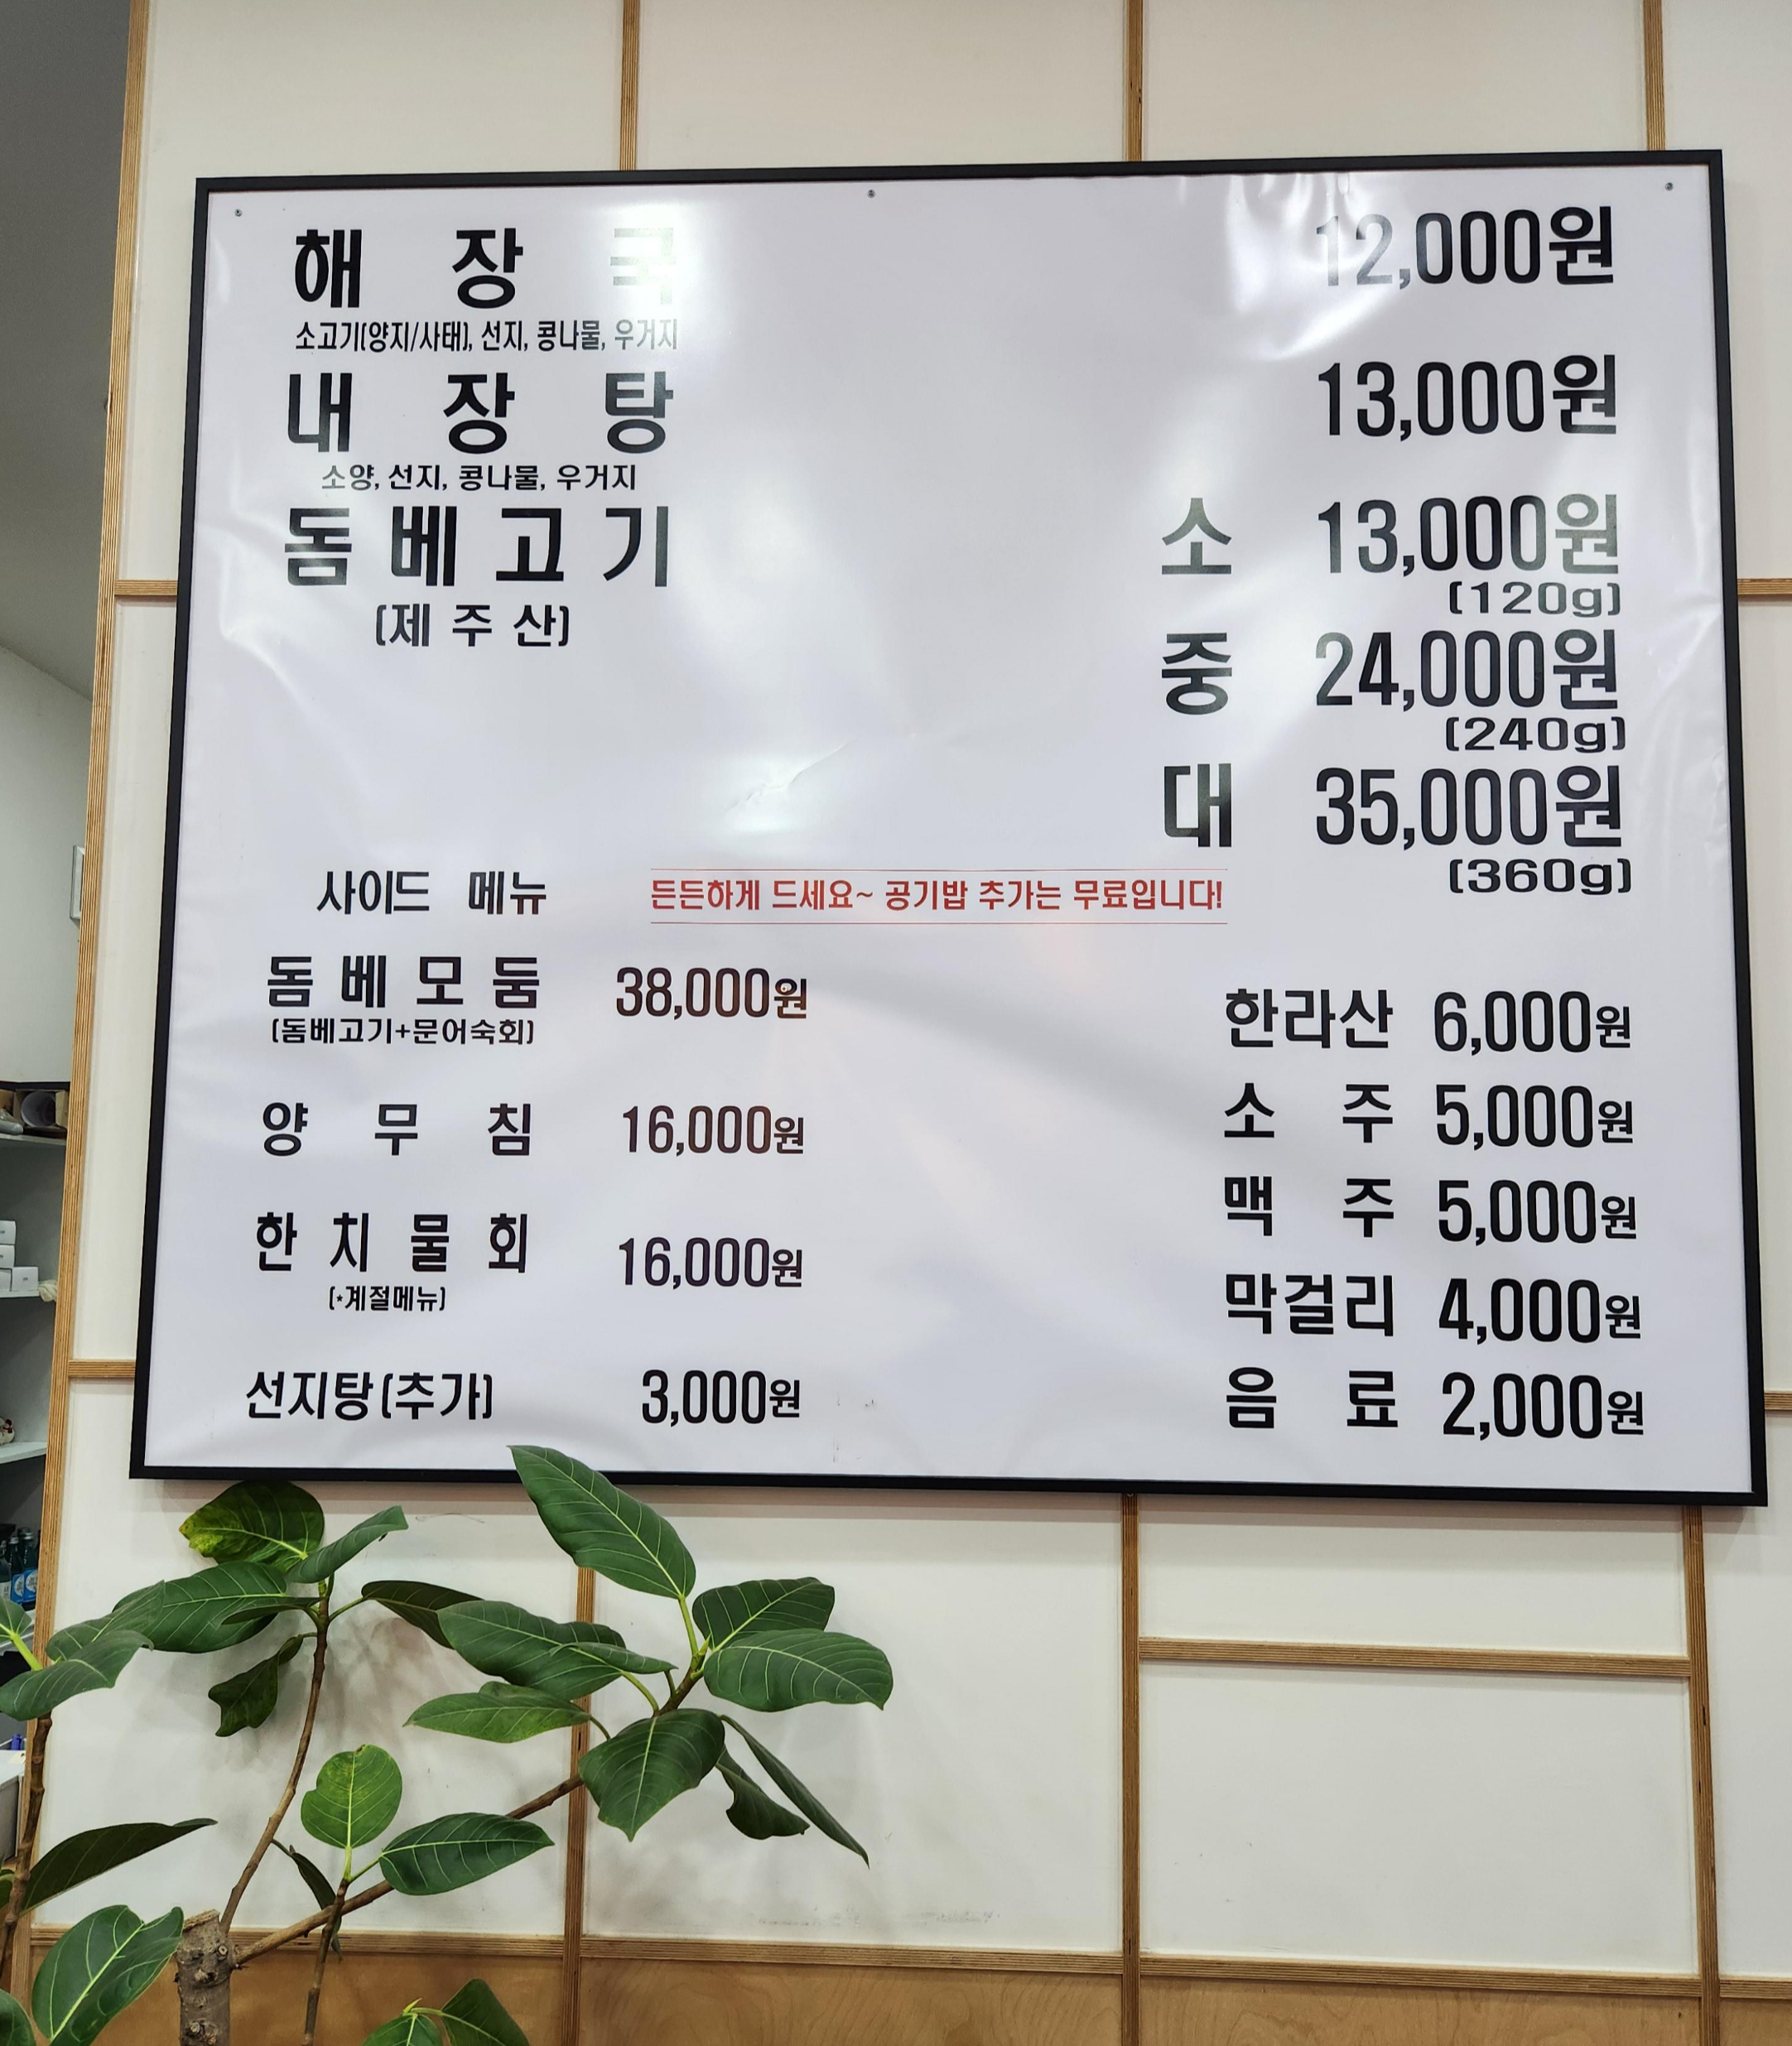 해장국 12,000원
소고기(양지/사태), 선지, 콩나물, 우거지
내장탕 13,000원
소양, 선지, 콩나물, 우거지
돔베고기 소 13,000원
(120g)
(제주산)
중 24,000원
(240g)
대 35,000원
(360g)
사이드 메뉴
든든하게 드세요~ 공기밥 추가는 무료입니다!
돔베모둠 38,000원
(돔베고기+문어숙회)
양무침 16,000원
한치물회 16,000원
(*계절메뉴)
선지탕(추가) 3,000원
한라산 6,000원
소주 5,000원
맥주 5,000원
막걸리 4,000원
음료 2,000원